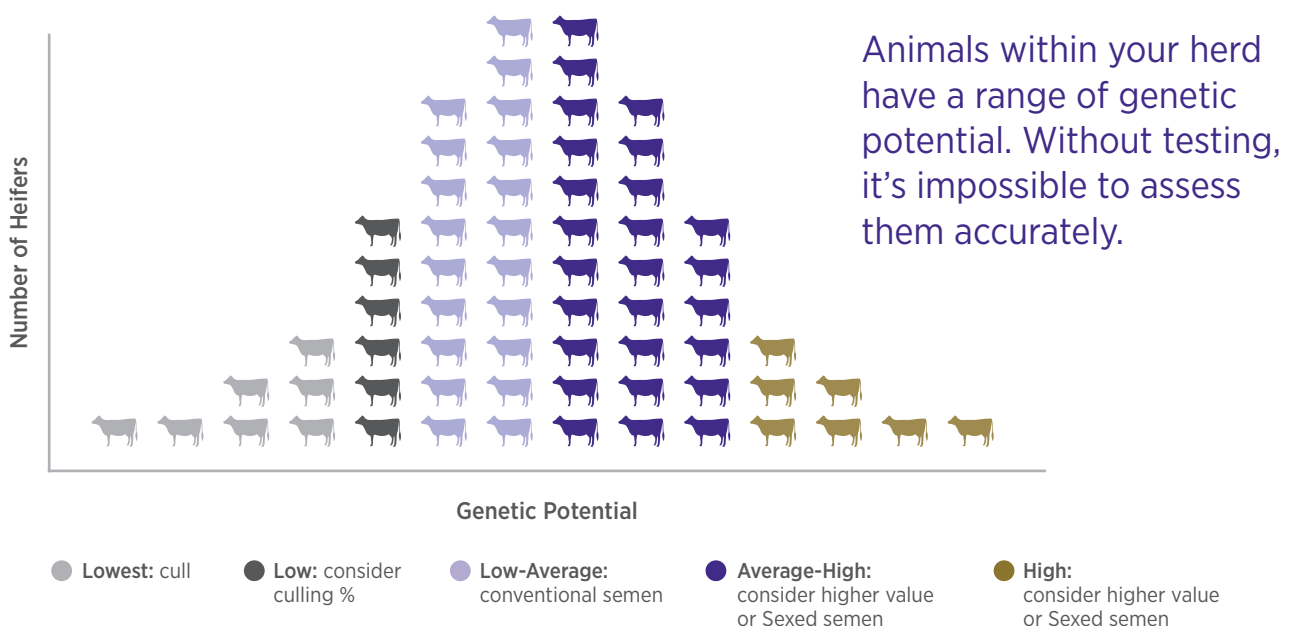 Animals within your herd
have a range of genetic
potential. Without testing,
it's impossible to assess
them accurately.
Number of Heifers
Genetic Potential
Lowest: cull
Low: consider
culling %
Low-Average:
conventional semen
Average-High:
consider higher value
or Sexed semen
High:
consider higher value
or Sexed semen